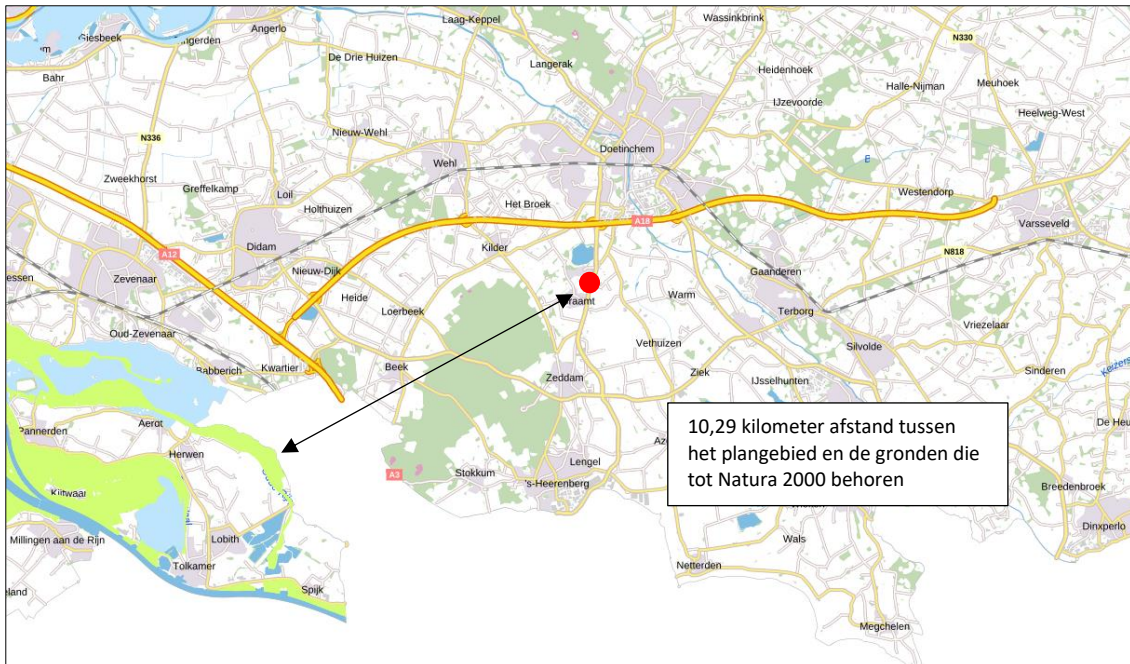 Giesbeek
Angerlo
Laag-Keppel
Wassinkbrink
N330
Bahr
De Drie Huizen
Langerak
Heidenhoek
Halle-Nijman
Meuhoek
IJzevoorde
Heelweg-West
N336
Nieuw-Wehl
Doetinchem
Wehl
Zweekhorst
Greffelkamp
Loil
Westendorp
Holthuizen
Het Broek
A18
Varsseveld
Didam
Kilder
A12
N818
Zevenaar
Nieuw-Dijk
Gaanderen
Heide
Loerbeek
Warm
Terborg
Vriezelaar
Oud-Zevenaar
Vethuizen
Silvolde
Babberich
Kwartier
Beek
Ziek
Sinderen
Zeddam
IJsselhunten
Pannerden
Aerdt
10,29 kilometer afstand tussen
het plangebied en de gronden die
tot Natura 2000 behoren
Herwen
Lengel
A3
Stokkum
's-Heerenberg
Breedenbroek
Dinxperlo
Millingen aan de Rijn
Lobith
Wals
Tolkamer
Netterden
Spijk
Megchelen